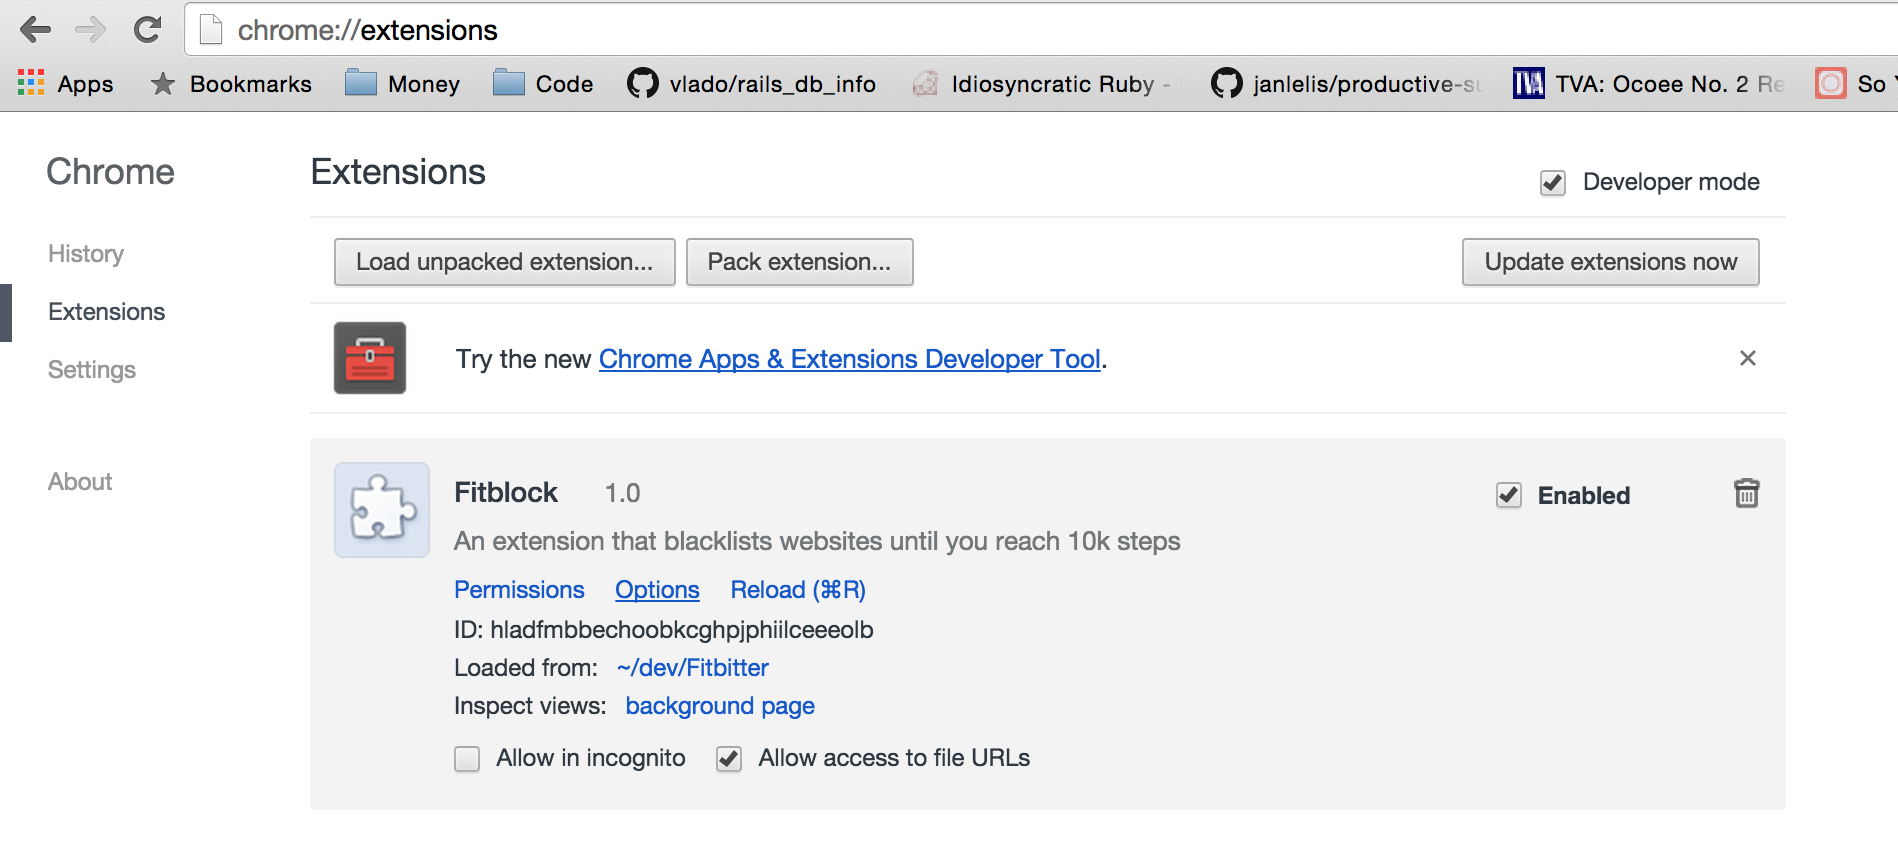 chrome://extensions
Apps Bookmarks Money Code vlado/rails_db_info Idiosyncratic Ruby - janlelis/productive-su TVA: Ocoee No. 2 Re So
Chrome
Extensions
Developer mode
History
Extensions
Settings
About
Load unpacked extension... Pack extension... Update extensions now
Try the new Chrome Apps & Extensions Developer Tool.
Fitblock 1.0 Enabled
An extension that blacklists websites until you reach 10k steps
Permissions Options Reload (⌘R)
ID: hladfmbbechoobkcghpjphiilceeeolb
Loaded from: ~/dev/Fitbitter
Inspect views: background page
Allow in incognito Allow access to file URLs